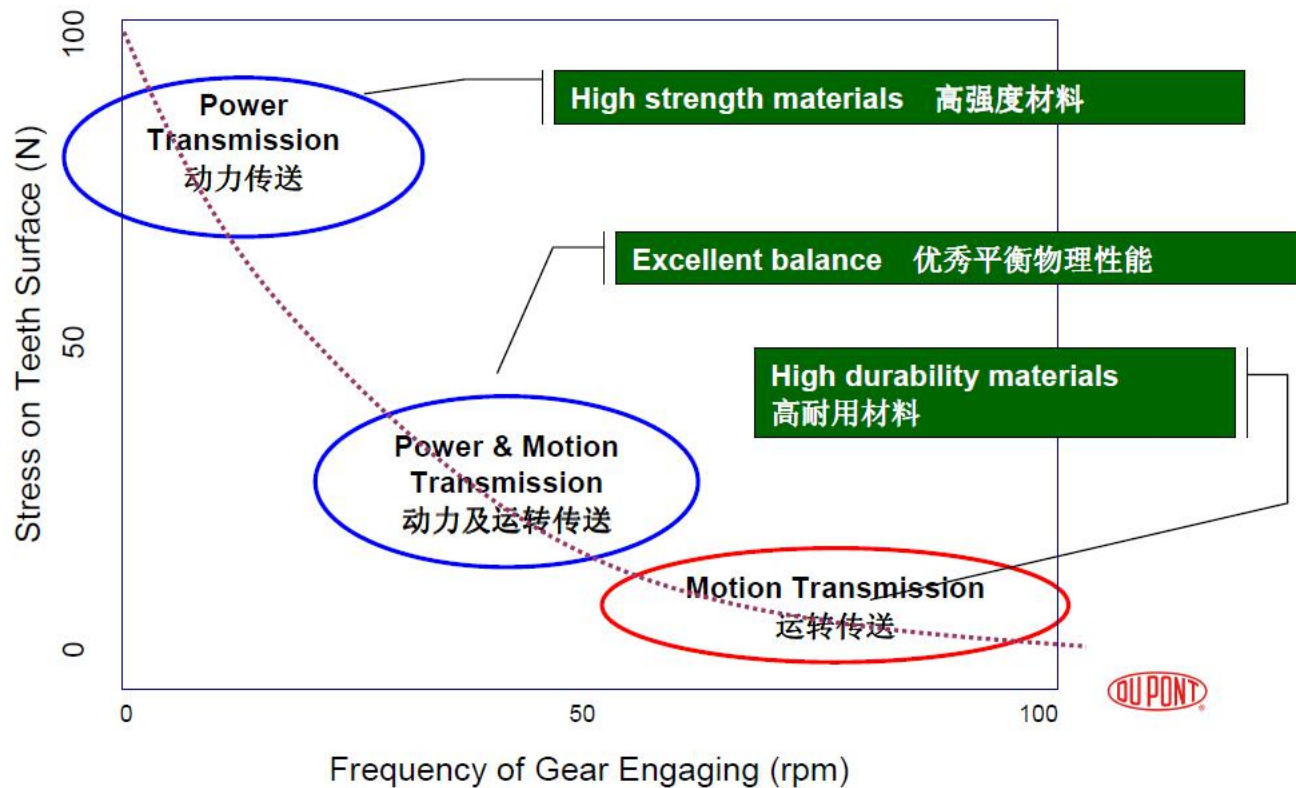 100
Power
Transmission
动力传送
High strength materials 高强度材料
Excellent balance 优秀平衡物理性能
50
High durability materials
高耐用材料
Power & Motion
Transmission
动力及运转传送
Motion Transmission
运转传送
0
Stress on Teeth Surface (N)
0 50 100
DU PONT®
Frequency of Gear Engaging (rpm)